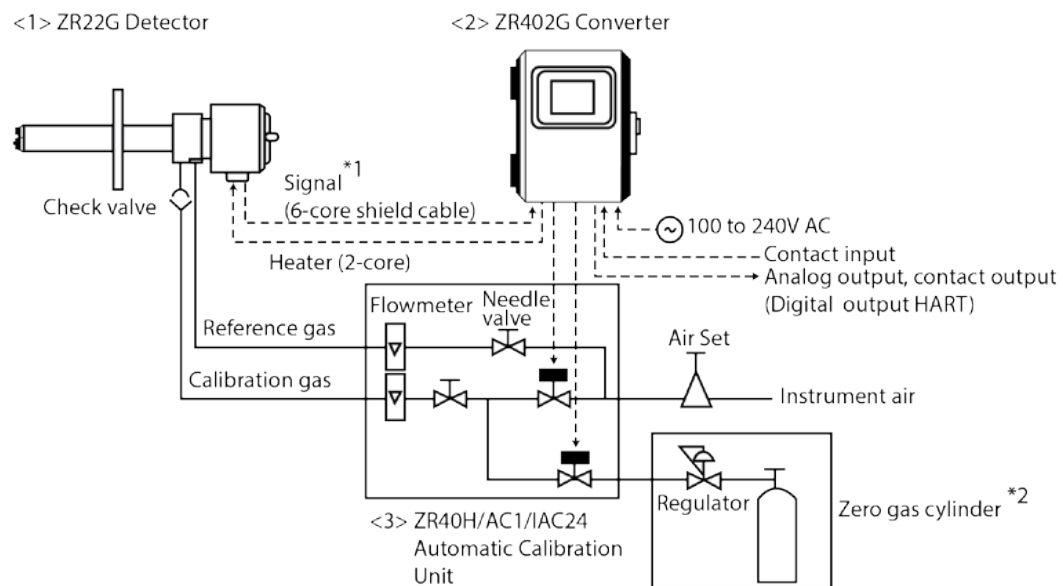 <1> ZR22G Detector
<2> ZR402G Converter
Check valve
Signal *1
(6-core shield cable)
Heater (2-core)
100 to 240V AC
Contact input
Analog output, contact output
(Digital output HART)
Flowmeter
Needle
valve
Reference gas
Air Set
Calibration gas
Instrument air
Regulator
Zero gas cylinder *2
<3> ZR40H/AC1/IAC24
Automatic Calibration
Unit